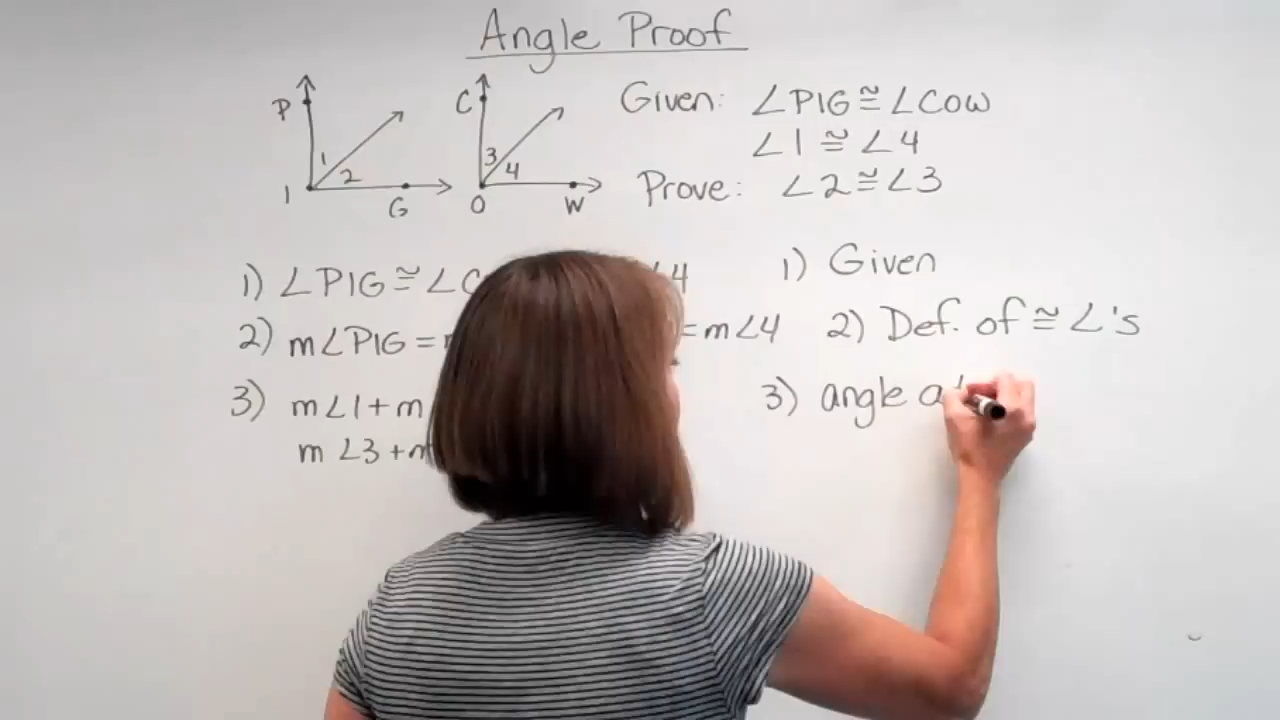 Angle Proof
P
1
2
I
G
C
3
4
O
W
Given: ∠PIG ≅ ∠COW
∠1 ≅ ∠4
Prove: ∠2 ≅ ∠3
1) ∠PIG ≅ ∠C ∠4
2) m∠PIG = = m∠4
3) m∠1 + m
m∠3 + m
1) Given
2) Def. of ≅ ∠'s
3) angle